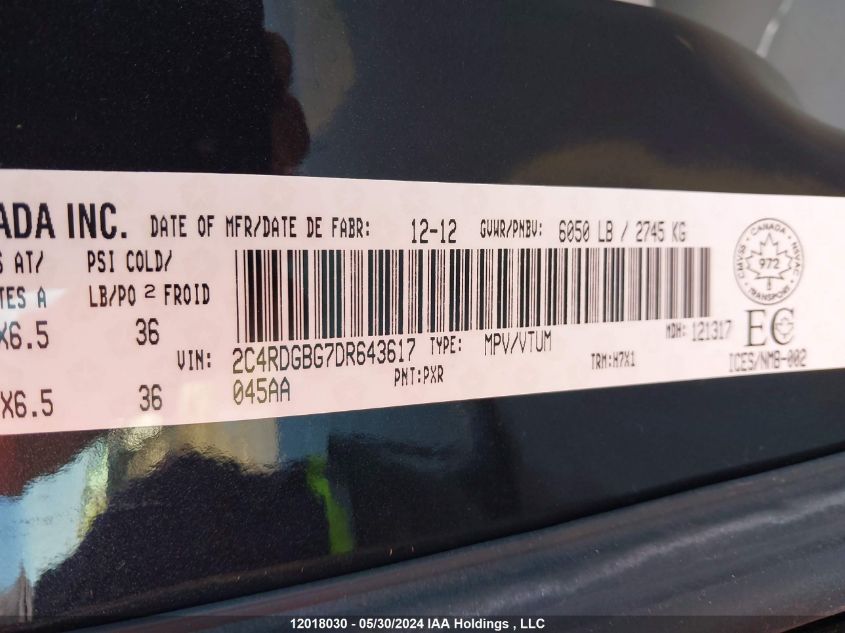 ADA INC. DATE OF MFR/DATE DE FABR: 12-12 GVWR/PNBV: 6050 LB / 2745 KG
AT/ PSI COLD/
A LB/PO 2 FROID
X6.5 36
CANADA
972
TRANSPORT
EC
ICES/NMB-002
VIN: 2C4RDGBG7DR643617 TYPE: MPV/VTUM MDH: 121317
X6.5 36 045AA PNT:PXR TRM:H7X1
12018030 - 05/30/2024 IAA Holdings , LLC